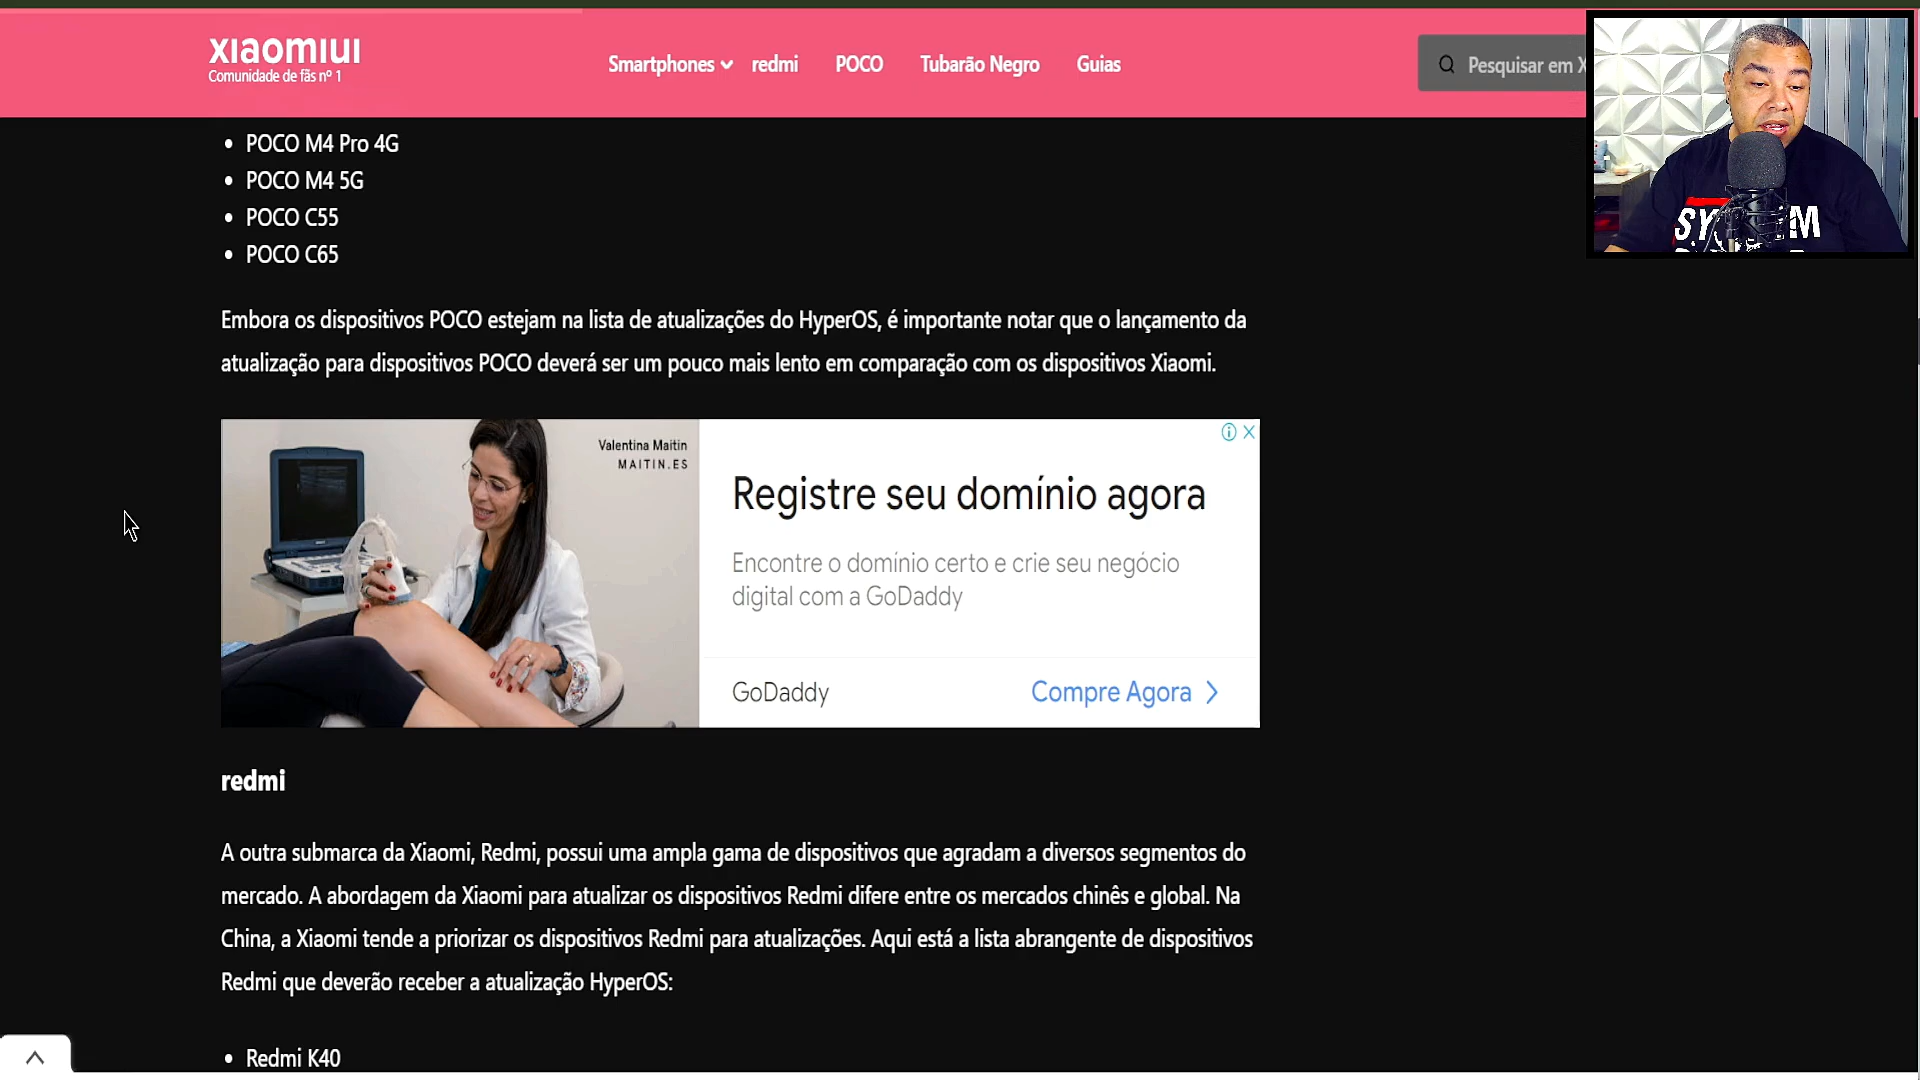 xiaomiui
Comunidade de fãs nº 1
Smartphones
redmi
POCO
Tubarão Negro
Guias
Pesquisar em X
POCO M4 Pro 4G
POCO M4 5G
POCO C55
POCO C65
Embora os dispositivos POCO estejam na lista de atualizações do HyperOS, é importante notar que o lançamento da
atualização para dispositivos POCO deverá ser um pouco mais lento em comparação com os dispositivos Xiaomi.
Valentina Maitin
MAITIN.ES
Registre seu domínio agora
Encontre o domínio certo e crie seu negócio
digital com a GoDaddy
GoDaddy
Compre Agora
redmi
A outra submarca da Xiaomi, Redmi, possui uma ampla gama de dispositivos que agradam a diversos segmentos do
mercado. A abordagem da Xiaomi para atualizar os dispositivos Redmi difere entre os mercados chinês e global. Na
China, a Xiaomi tende a priorizar os dispositivos Redmi para atualizações. Aqui está a lista abrangente de dispositivos
Redmi que deverão receber a atualização HyperOS:
Redmi K40